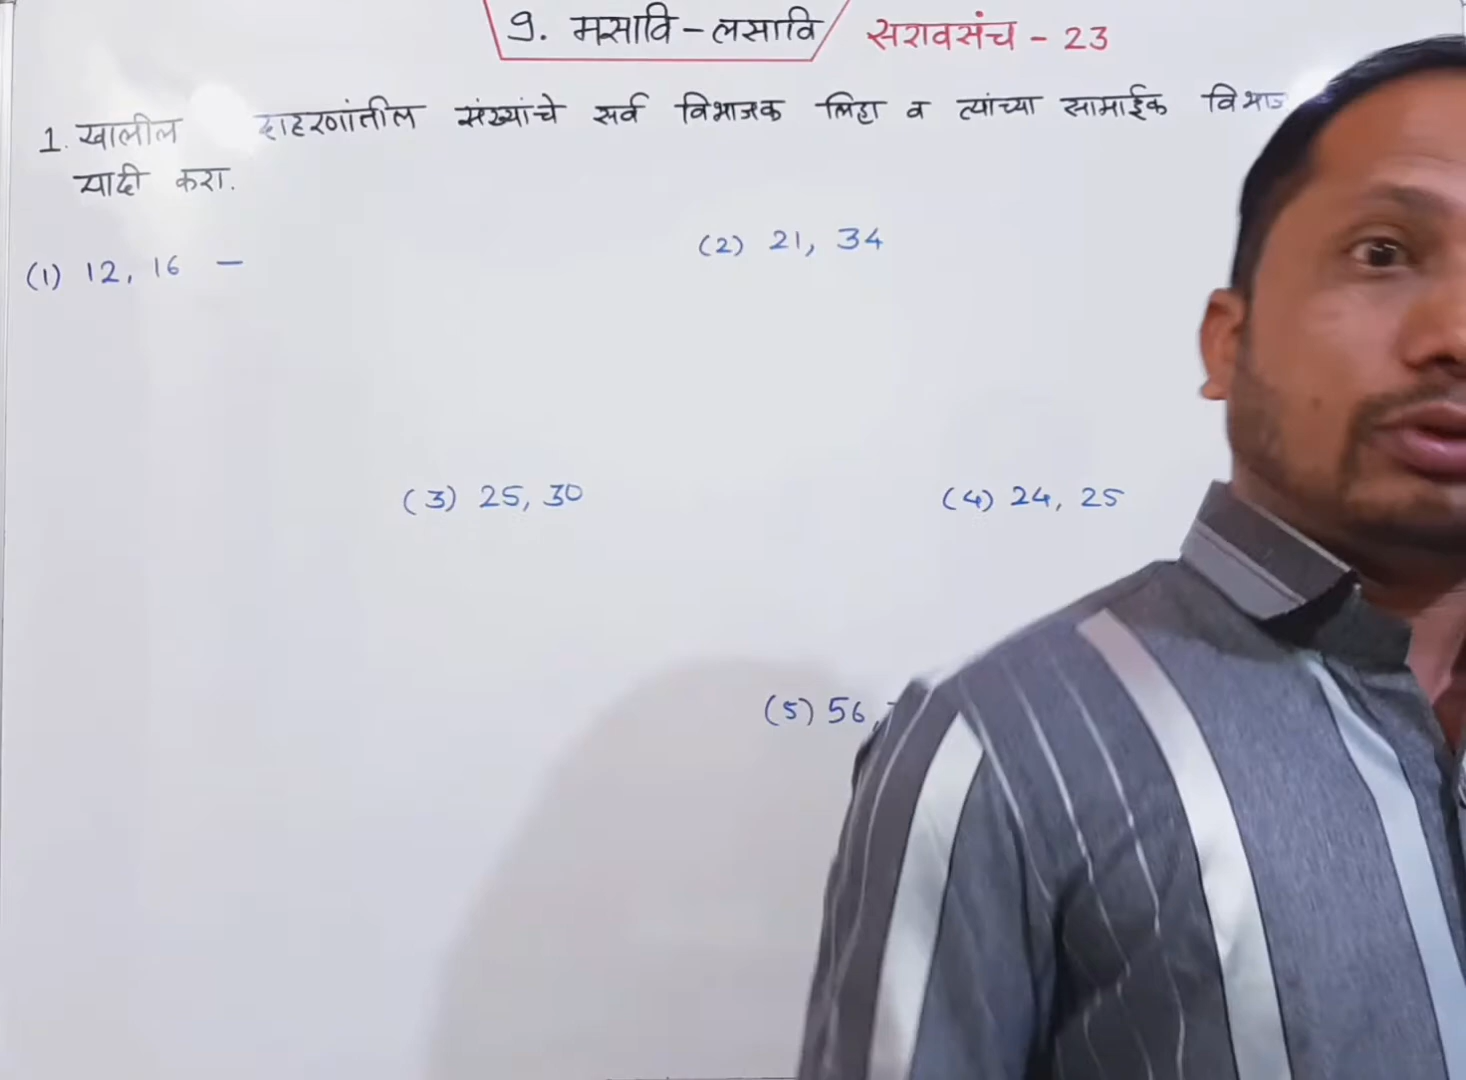 9. मसावि - लसावि सरावसंच - 23
1. खालील दाहरणांतील संख्यांचे सर्व विभाजक लिहा व त्यांच्या सामाईक विभाज
यादी करा.
(1) 12, 16 -
(2) 21, 34
(3) 25, 30
(4) 24, 25
(5) 56,